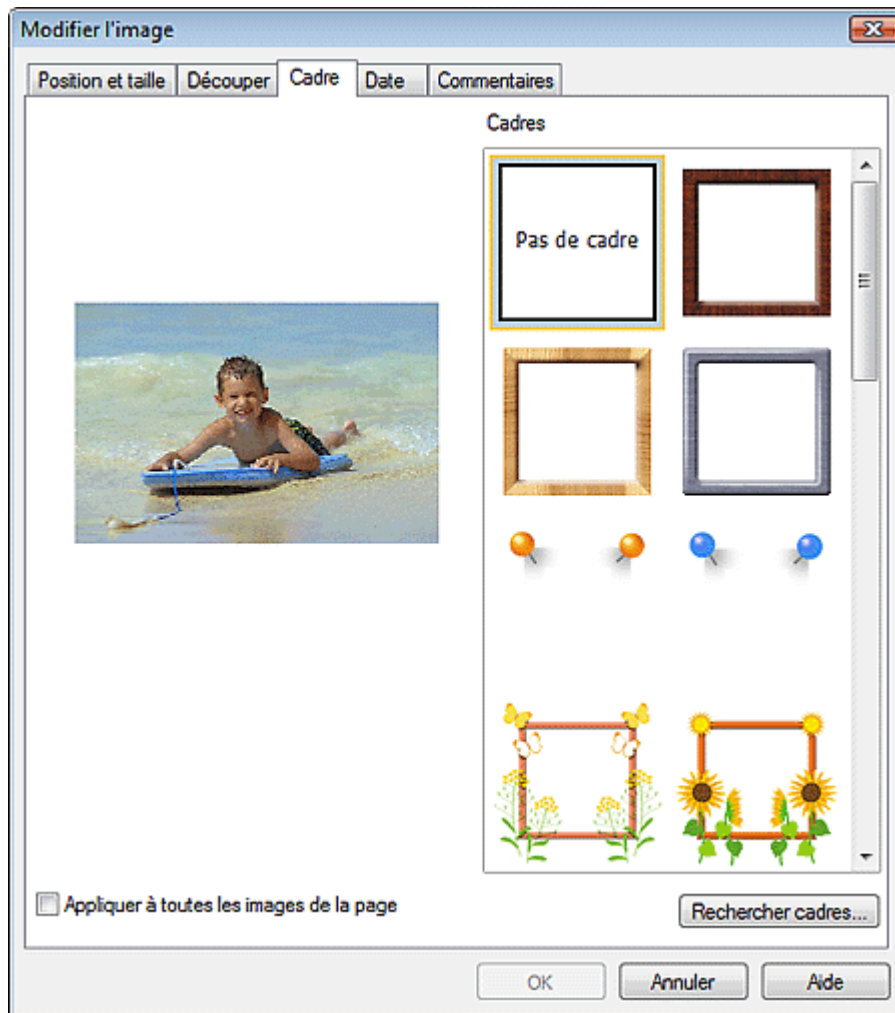 Modifier l'image
Position et taille
Découper
Cadre
Date
Commentaires
Cadres
Pas de cadre
Appliquer à toutes les images de la page
Rechercher cadres...
OK
Annuler
Aide